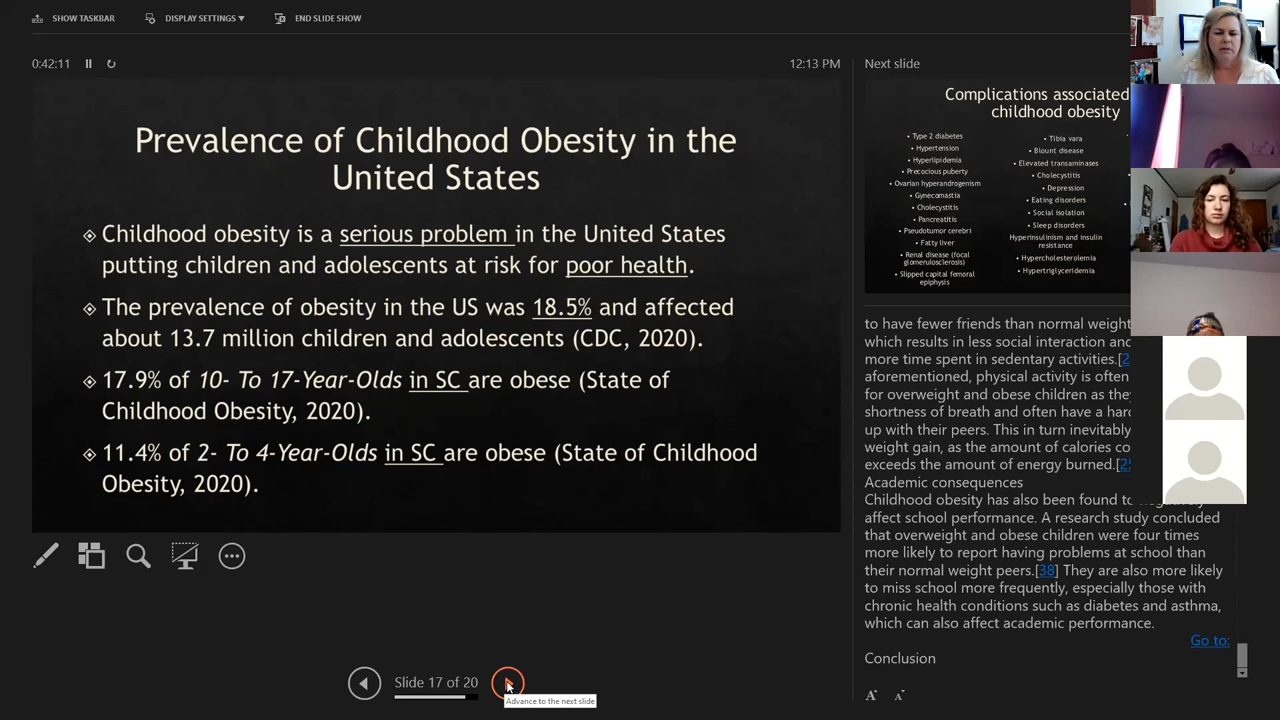 SHOW TASKBAR DISPLAY SETTINGS ▼ END SLIDE SHOW
0:42:11 12:13 PM
Prevalence of Childhood Obesity in the
United States
Childhood obesity is a serious problem in the United States
putting children and adolescents at risk for poor health.
The prevalence of obesity in the US was 18.5% and affected
about 13.7 million children and adolescents (CDC, 2020).
17.9% of 10- To 17-Year-Olds in SC are obese (State of
Childhood Obesity, 2020).
11.4% of 2- To 4-Year-Olds in SC are obese (State of Childhood
Obesity, 2020).
Slide 17 of 20
Advance to the next slide
Next slide
Complications associated
childhood obesity
• Type 2 diabetes
• Hypertension
• Hyperlipidemia
• Precocious puberty
• Ovarian hyperandrogenism
• Gynecomastia
• Cholecystitis
• Pancreatitis
• Pseudotumor cerebri
• Fatty liver
• Renal disease (focal
glomerulosclerosis)
• Slipped capital femoral
epiphysis
• Tibia vara
• Blount disease
• Elevated transaminases
• Cholecystitis
• Depression
• Eating disorders
• Social isolation
• Sleep disorders
Hyperinsulinism and insulin
resistance
• Hypercholesterolemia
• Hypertriglyceridemia
to have fewer friends than normal weight
which results in less social interaction and
more time spent in sedentary activities.[
aforementioned, physical activity is often
for overweight and obese children as they
shortness of breath and often have a hard
up with their peers. This in turn inevitably
weight gain, as the amount of calories co
exceeds the amount of energy burned.[
Academic consequences
Childhood obesity has also been found to negatively
affect school performance. A research study concluded
that overweight and obese children were four times
more likely to report having problems at school than
their normal weight peers.[38] They are also more likely
to miss school more frequently, especially those with
chronic health conditions such as diabetes and asthma,
which can also affect academic performance.
Go to:
Conclusion
A A